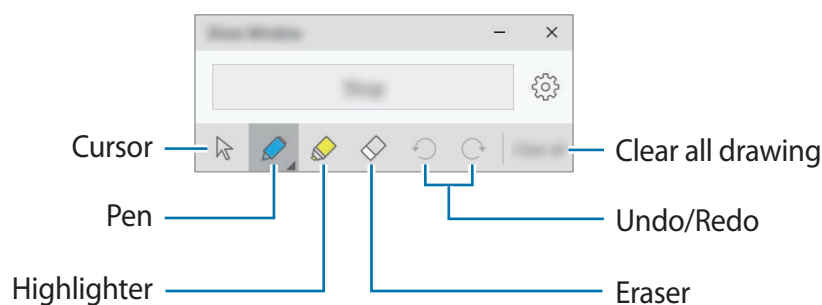 Cursor
Clear all drawing
Pen
Undo/Redo
Highlighter
Eraser